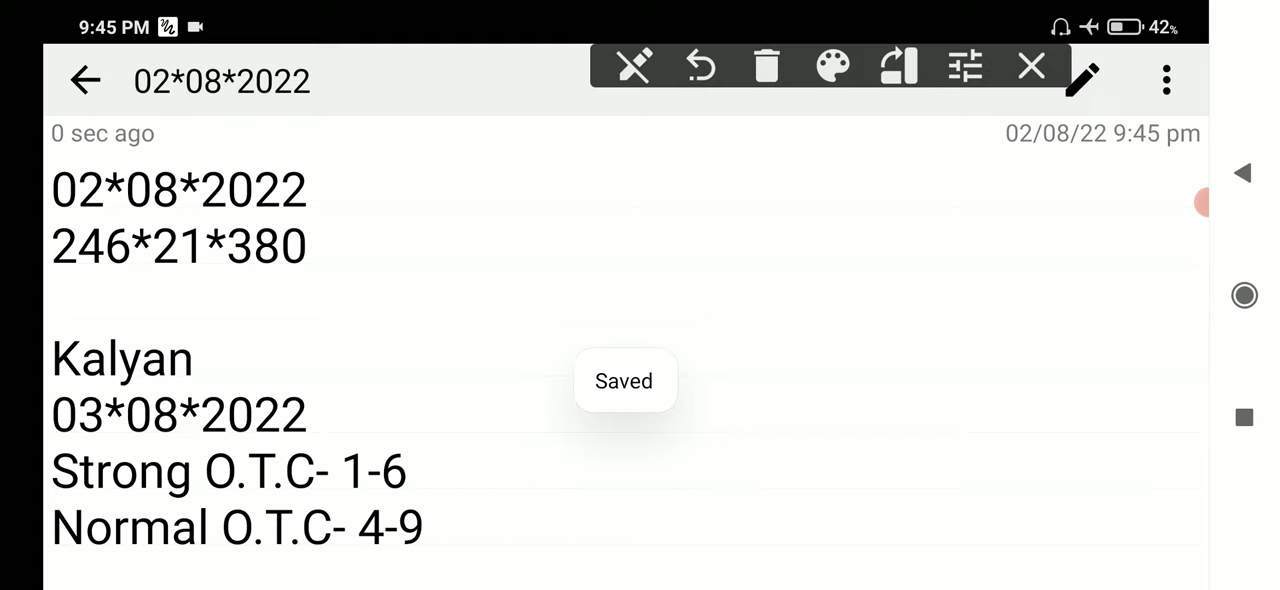 9:45 PM 42%
02*08*2022
0 sec ago 02/08/22 9:45 pm
02*08*2022
246*21*380
Kalyan
Saved
03*08*2022
Strong O.T.C- 1-6
Normal O.T.C- 4-9